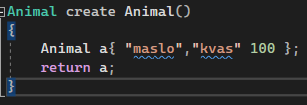 Animal create Animal()
{
Animal a{ "maslo","kvas" 100 };
return a;
}